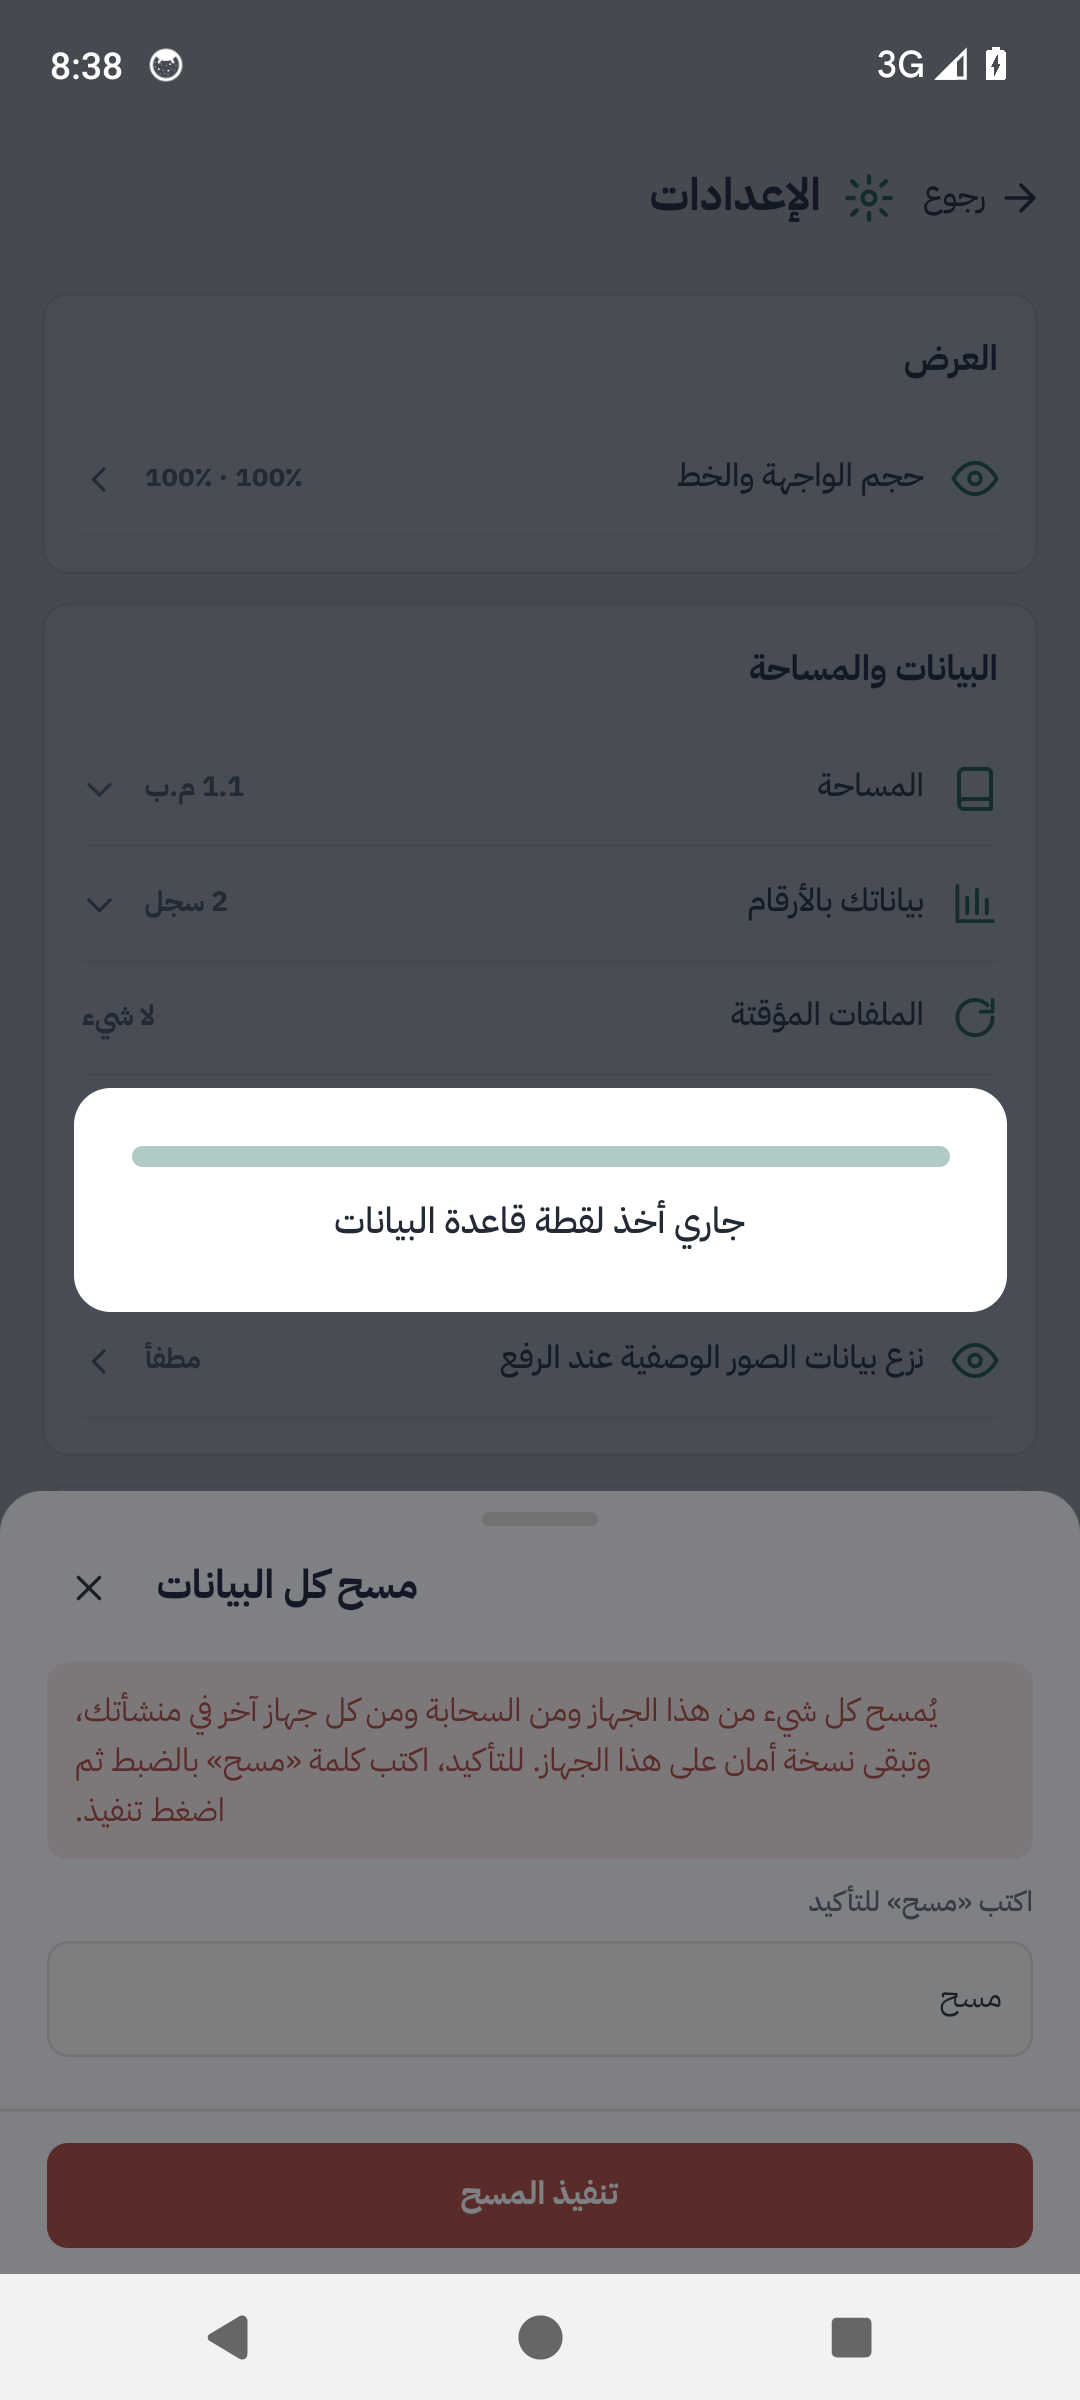 8:38
3G
رجوع
الإعدادات
العرض
حجم الواجهة والخط
100% · 100%
البيانات والمساحة
المساحة
1.1 م.ب
بياناتك بالأرقام
2 سجل
الملفات المؤقتة
لا شيء
جاري أخذ لقطة قاعدة البيانات
نزع بيانات الصور الوصفية عند الرفع
مطفأ
مسح كل البيانات
يُمسح كل شيء من هذا الجهاز ومن السحابة ومن كل جهاز آخر في منشأتك،
وتبقى نسخة أمان على هذا الجهاز. للتأكيد، اكتب كلمة «مسح» بالضبط ثم
اضغط تنفيذ.
اكتب «مسح» للتأكيد
مسح
تنفيذ المسح